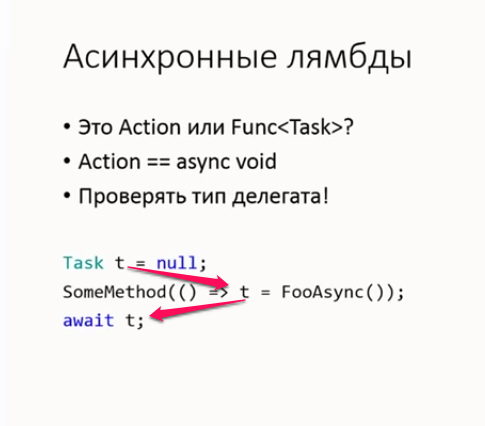 Асинхронные лямбды
• Это Action или Func<Task>?
• Action == async void
• Проверять тип делегата!
Task t = null;
SomeMethod(() => t = FooAsync());
await t;